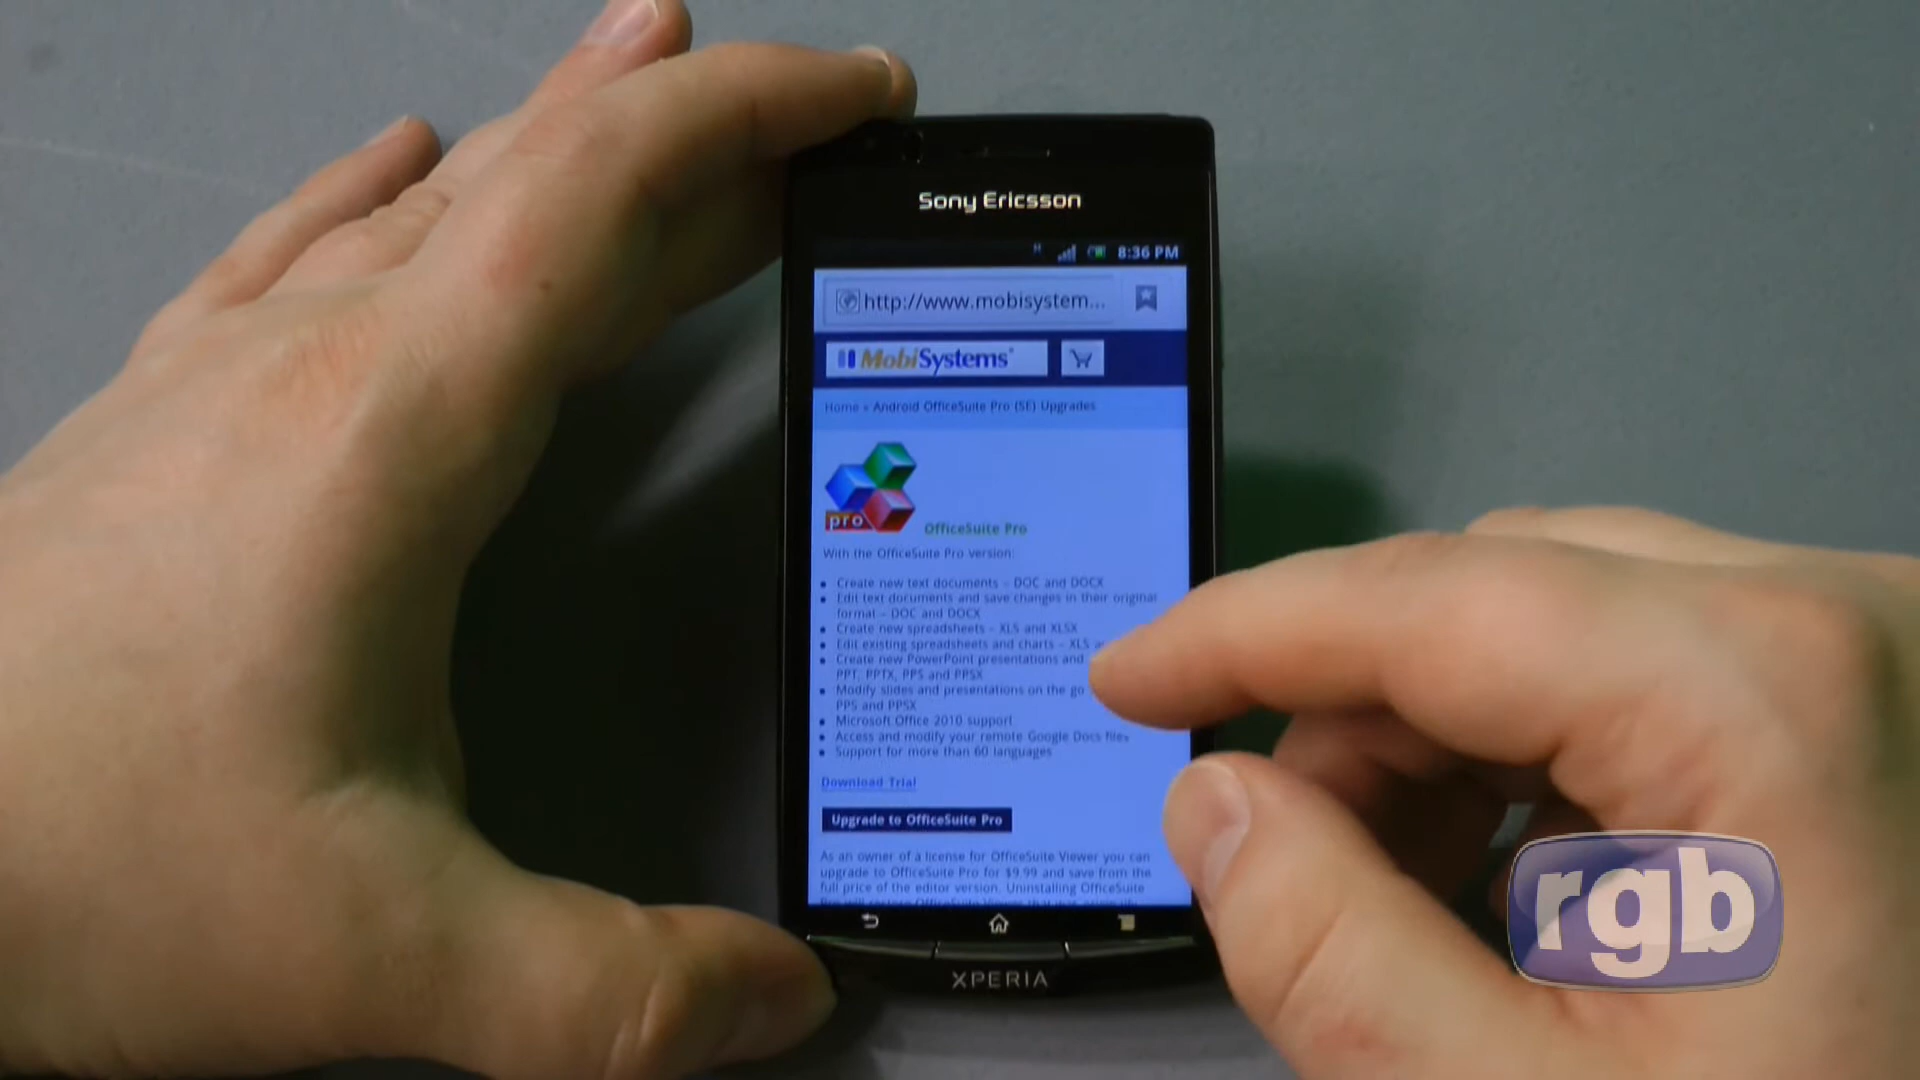 Sony Ericsson
8:36 PM
http://www.mobisystem...
MobiSystems
Home » Android OfficeSuite Pro (SE) Upgrades
pro
OfficeSuite Pro
With the OfficeSuite Pro version:
Create new text documents – DOC and DOCX
Edit text documents and save changes in their original
format – DOC and DOCX
Create new spreadsheets – XLS and XLSX
Edit existing spreadsheets and charts – XLS
Create new PowerPoint presentations and
PPT, PPTX, PPS and PPSX
Modify slides and presentations on the go
PPS and PPSX
Microsoft Office 2010 support
Access and modify your remote Google Docs files
Support for more than 60 languages
Download Trial
Upgrade to OfficeSuite Pro
As an owner of a license for OfficeSuite Viewer you can
upgrade to OfficeSuite Pro for $9.99 and save from the
full price of the editor version. Uninstalling OfficeSuite
XPERIA
rgb